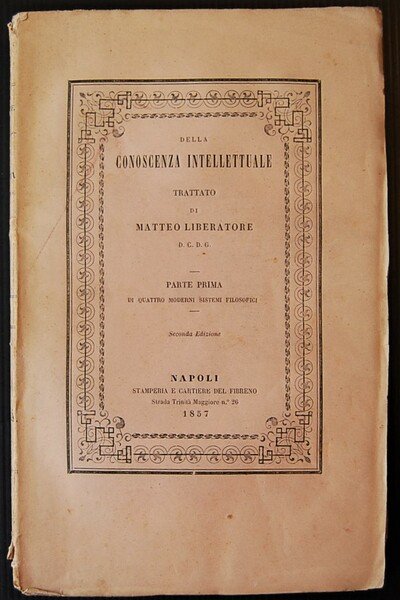 DELLA
CONOSCENZA INTELLETTUALE
TRATTATO
DI
MATTEO LIBERATORE
D. C. D. G.
PARTE PRIMA
DI QUATTRO MODERNI SISTEMI FILOSOFICI
Seconda Edizione
NAPOLI
STAMPERIA E CARTIERE DEL FIBRENO
Strada Trinità Maggiore n.° 26
1857